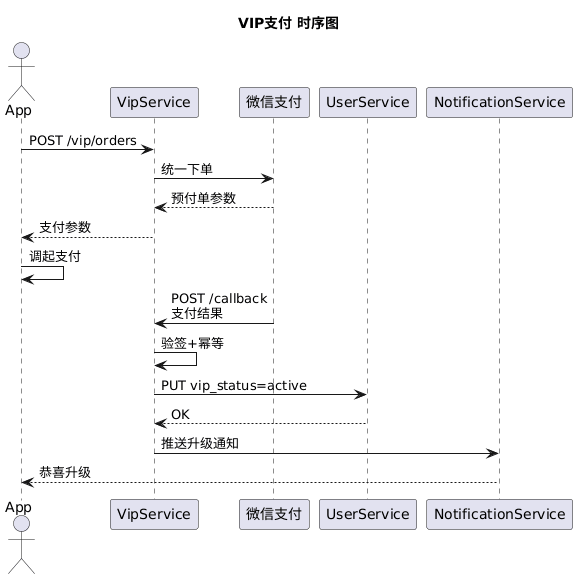 VIP支付 时序图
App
VipService
微信支付
UserService
NotificationService
POST /vip/orders
统一下单
预付单参数
支付参数
调起支付
POST /callback
支付结果
验签+幂等
PUT vip_status=active
OK
推送升级通知
恭喜升级
App
VipService
微信支付
UserService
NotificationService